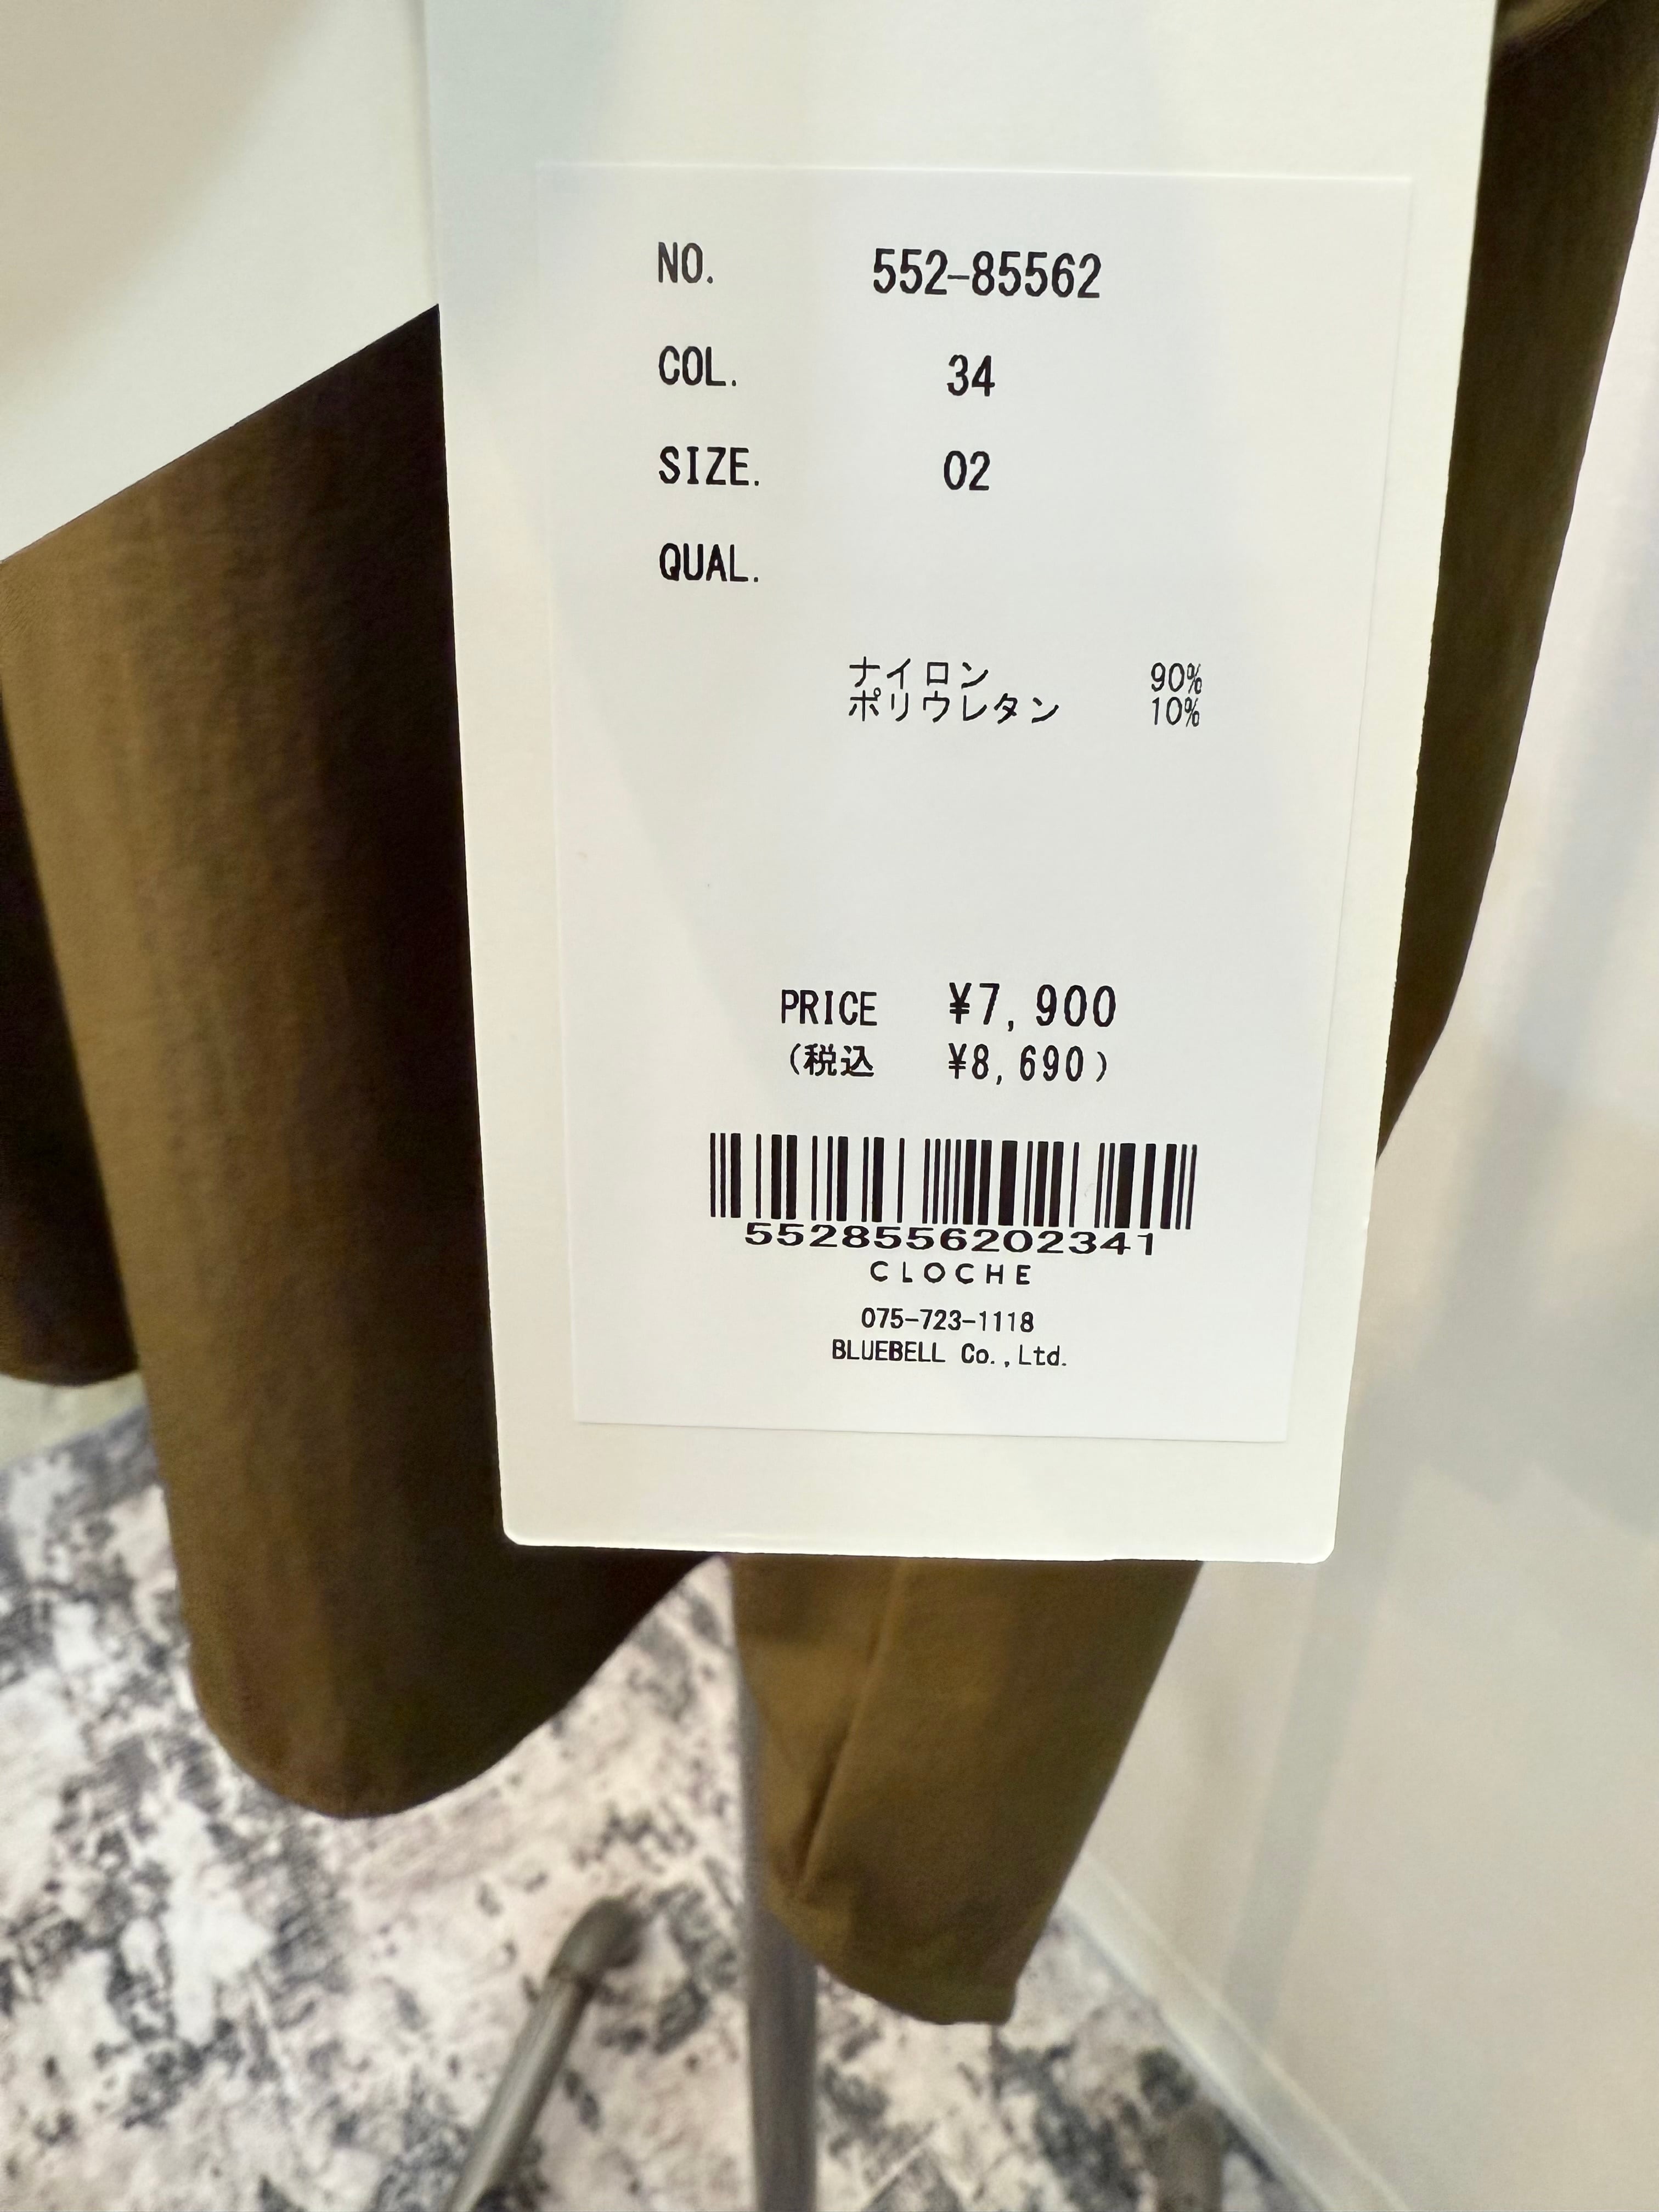 NO. 552-85562
COL. 34
SIZE. 02
QUAL.
ナイロン 90%
ポリウレタン 10%
PRICE ¥7,900
(税込 ¥8,690)
5528556202341
CLOCHE
075-723-1118
BLUEBELL Co.,Ltd.